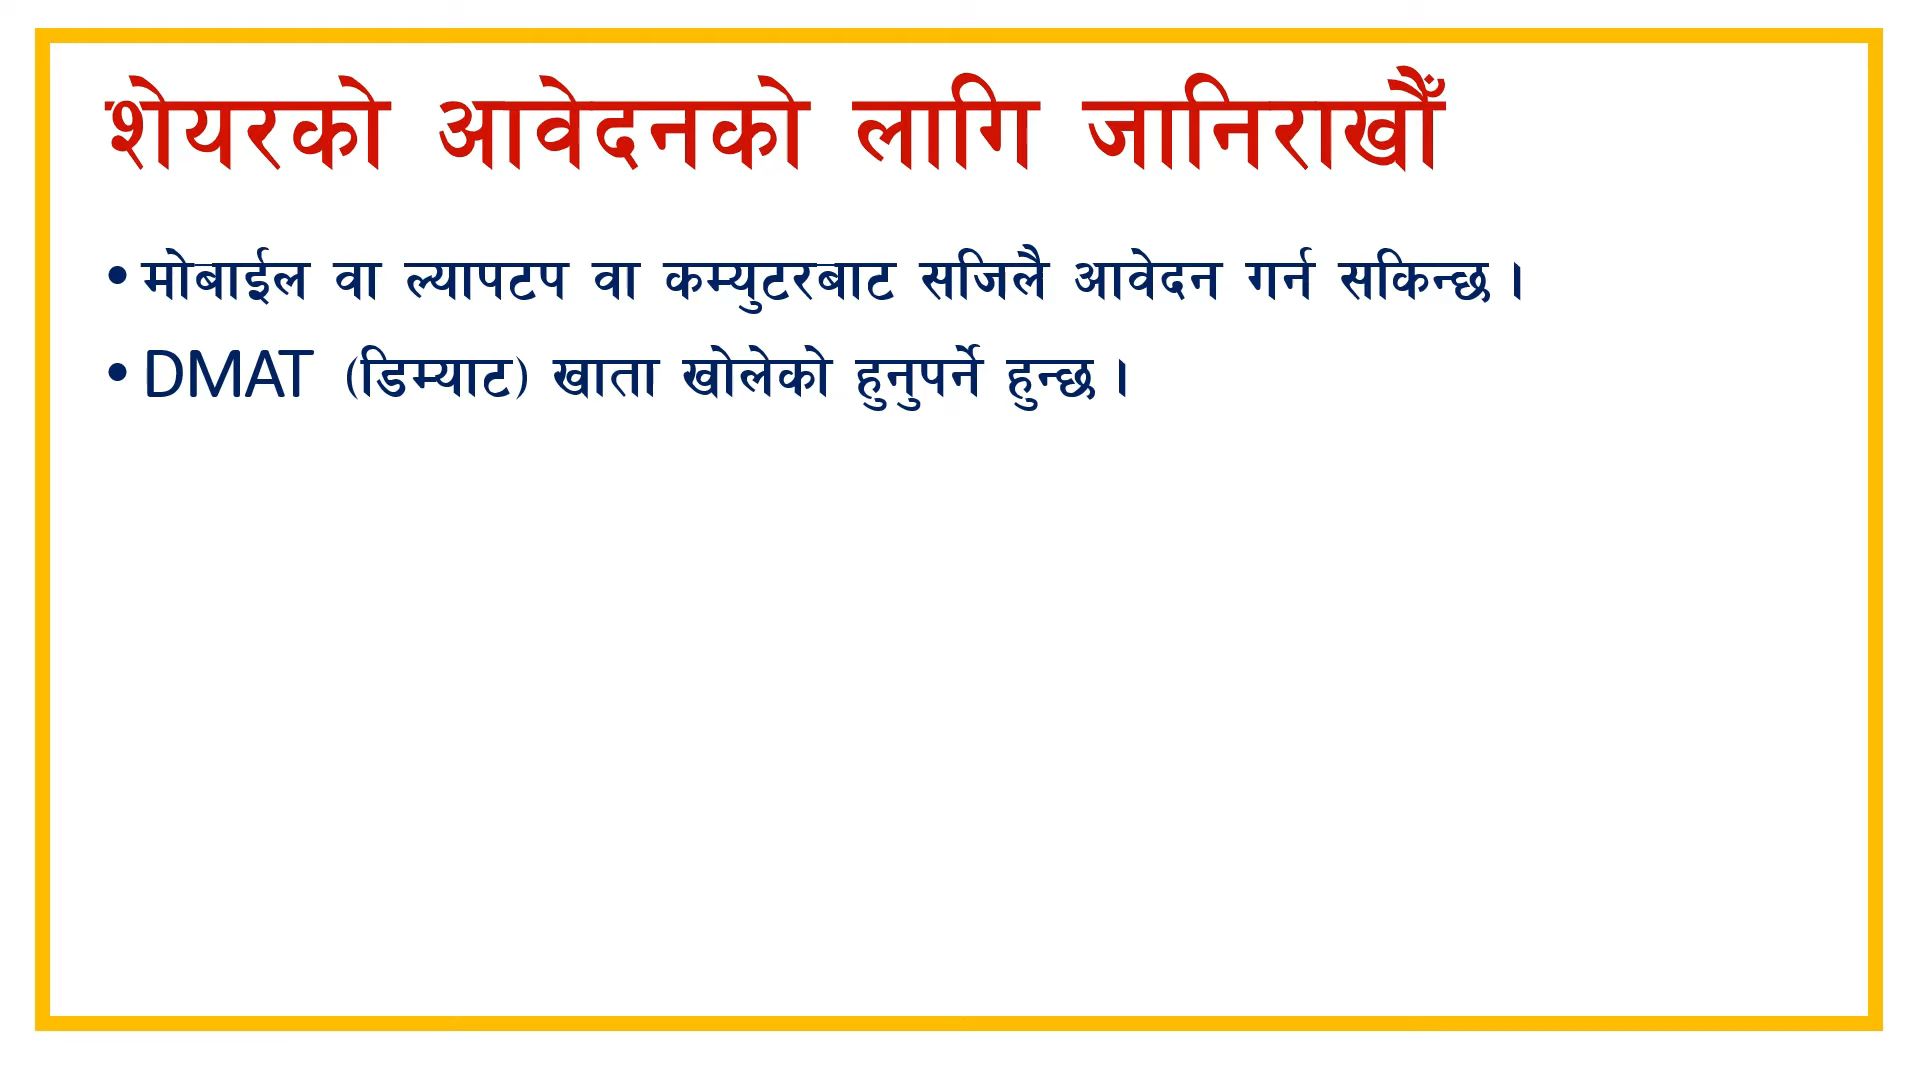 शेयरको आवेदनको लागि जानिराखौँ
• मोबाईल वा ल्यापटप वा कम्युटरबाट सजिलै आवेदन गर्न सकिन्छ ।
• DMAT (डिम्याट) खाता खोलेको हुनुपर्ने हुन्छ ।